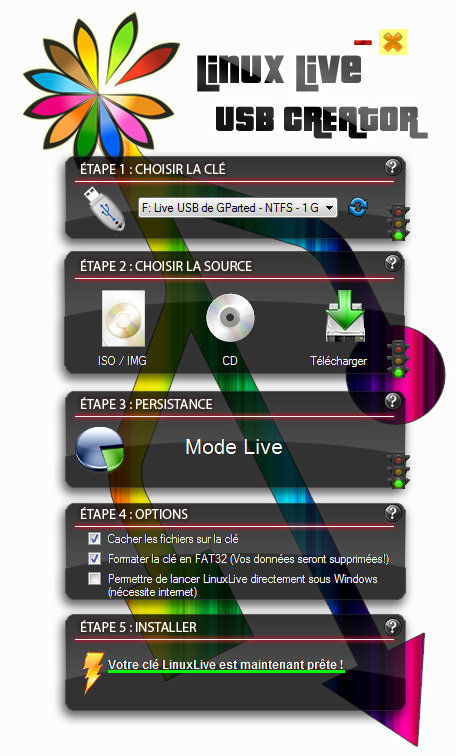 Linux Live
USB Creator
ÉTAPE 1 : CHOISIR LA CLÉ
?
F: Live USB de GParted - NTFS - 1 G
ÉTAPE 2 : CHOISIR LA SOURCE
?
ISO / IMG
CD
Télécharger
ÉTAPE 3 : PERSISTANCE
?
Mode Live
ÉTAPE 4 : OPTIONS
?
Cacher les fichiers sur la clé
Formater la clé en FAT32 (Vos données seront supprimées!)
Permettre de lancer LinuxLive directement sous Windows
(nécessite internet)
ÉTAPE 5 : INSTALLER
?
Votre clé LinuxLive est maintenant prête !